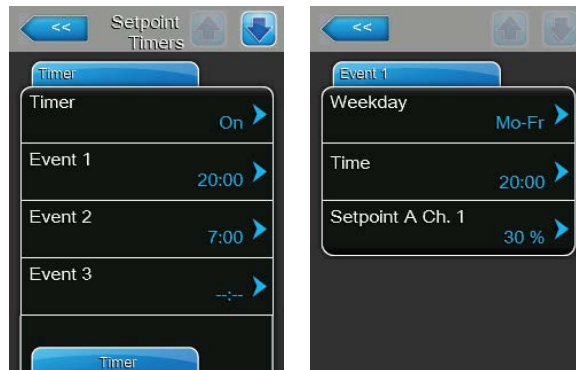 <<
Setpoint
Timers
Timer
Timer
On
Event 1
20:00
Event 2
7:00
Event 3
--:--
Timer
<<
Event 1
Weekday
Mo-Fr
Time
20:00
Setpoint A Ch. 1
30 %